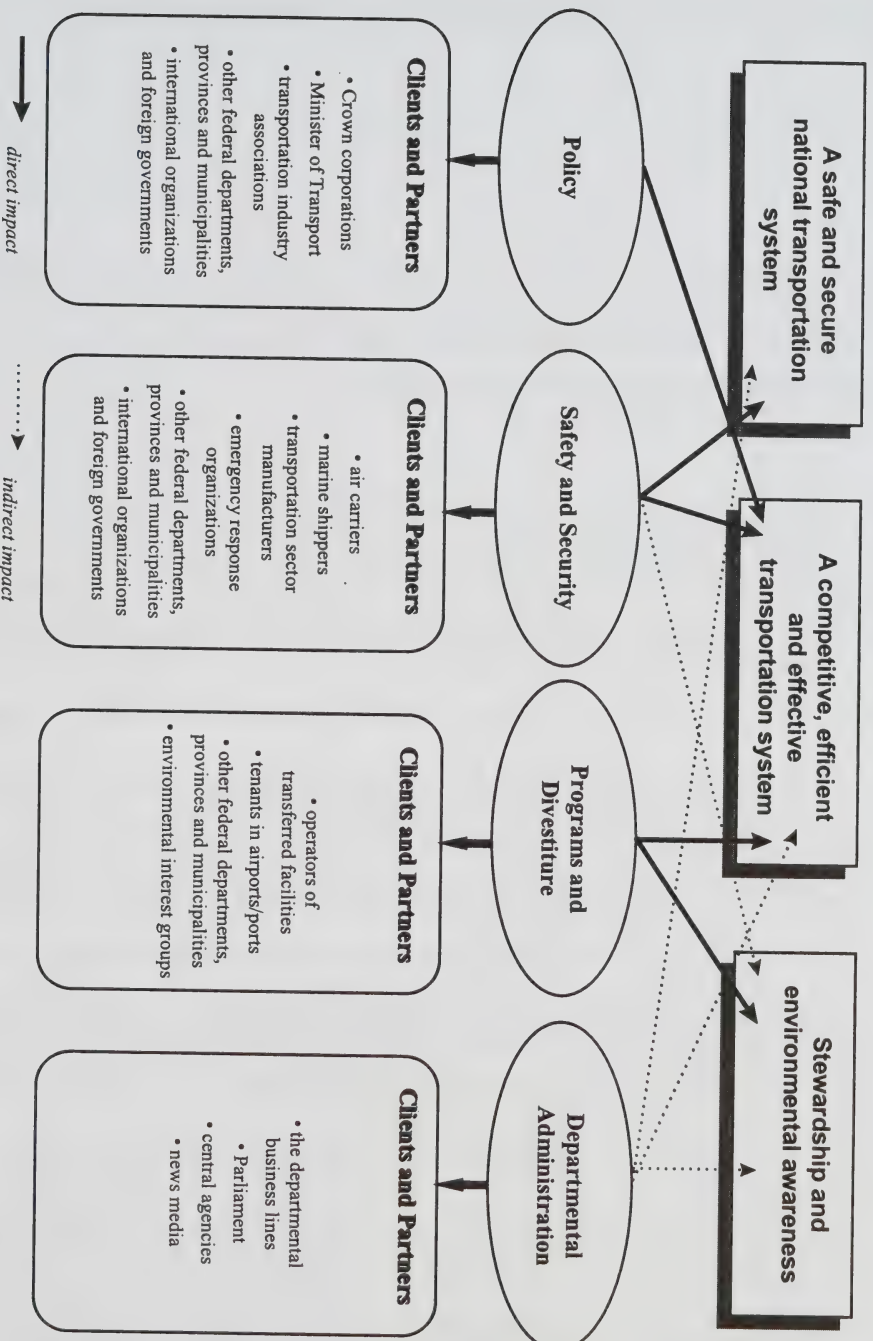 A safe and secure
national transportation
system
A competitive, efficient
and effective
transportation system
Stewardship and
environmental awareness
Policy
Safety and Security
Programs and
Divestiture
Departmental
Administration
Clients and Partners
• Crown corporations
• Minister of Transport
• transportation industry
associations
• other federal departments,
provinces and municipalities
• international organizations
and foreign governments
Clients and Partners
• air carriers
• marine shippers
• transportation sector
manufacturers
• emergency response
organizations
• other federal departments,
provinces and municipalities
• international organizations
and foreign governments
Clients and Partners
• operators of
transferred facilities
• tenants in airports/ports
• other federal departments,
provinces and municipalities
• environmental interest groups
Clients and Partners
• the departmental
business lines
• Parliament
• central agencies
• news media
direct impact
indirect impact